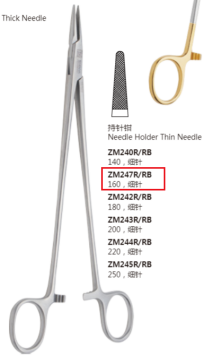 Thick Needle
持针钳
Needle Holder Thin Needle
ZM240R/RB
140，细针
ZM247R/RB
160，细针
ZM242R/RB
180，细针
ZM243R/RB
200，细针
ZM244R/RB
220，细针
ZM245R/RB
250，细针